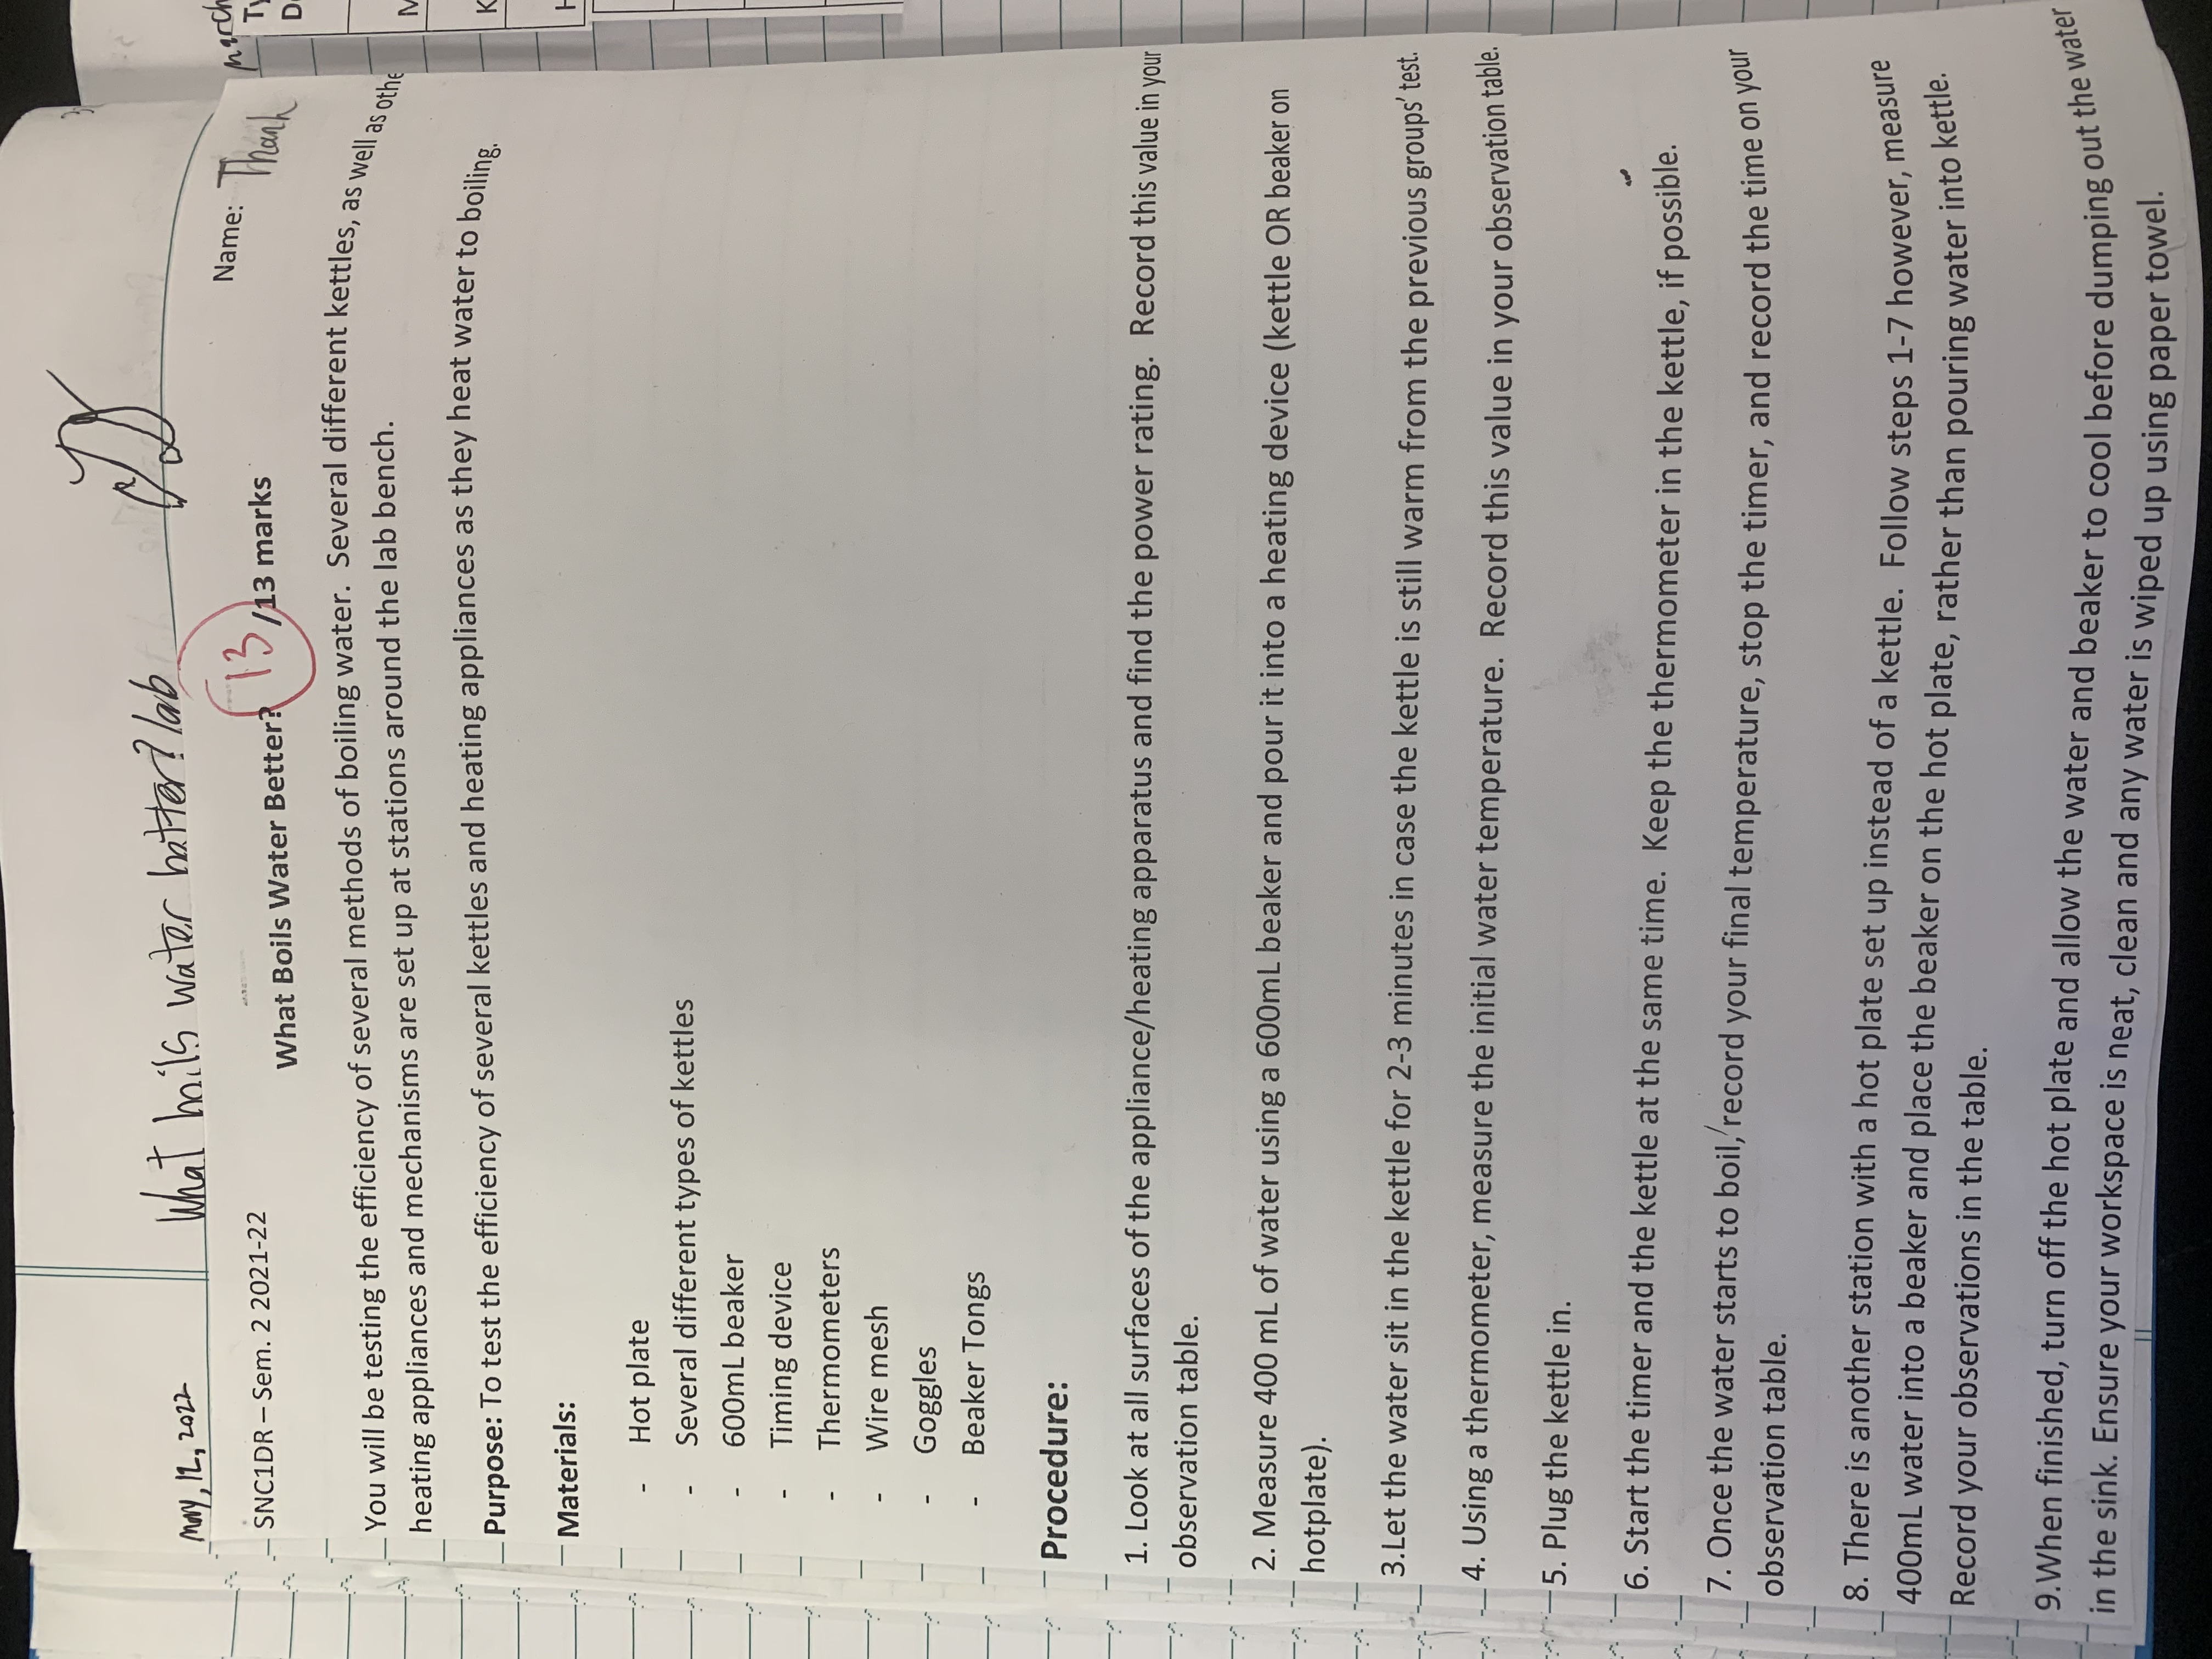 May, 12, 2022
What boils water better? lab
SNC1DR – Sem. 2 2021-22
Name: Thanh
What Boils Water Better? 13 /13 marks
You will be testing the efficiency of several methods of boiling water. Several different kettles, as well as othe
heating appliances and mechanisms are set up at stations around the lab bench.
Purpose: To test the efficiency of several kettles and heating appliances as they heat water to boiling.
Materials:
- Hot plate
- Several different types of kettles
- 600mL beaker
- Timing device
- Thermometers
- Wire mesh
- Goggles
- Beaker Tongs
Procedure:
1. Look at all surfaces of the appliance/heating apparatus and find the power rating. Record this value in your
observation table.
2. Measure 400 mL of water using a 600mL beaker and pour it into a heating device (kettle OR beaker on
hotplate).
3.Let the water sit in the kettle for 2-3 minutes in case the kettle is still warm from the previous groups' test.
4. Using a thermometer, measure the initial water temperature. Record this value in your observation table.
5. Plug the kettle in.
6. Start the timer and the kettle at the same time. Keep the thermometer in the kettle, if possible.
7. Once the water starts to boil, record your final temperature, stop the timer, and record the time on your
observation table.
8. There is another station with a hot plate set up instead of a kettle. Follow steps 1-7 however, measure
400mL water into a beaker and place the beaker on the hot plate, rather than pouring water into kettle.
Record your observations in the table.
9.When finished, turn off the hot plate and allow the water and beaker to cool before dumping out the water
in the sink. Ensure your workspace is neat, clean and any water is wiped up using paper towel.
march
Ty
D
M
K
H